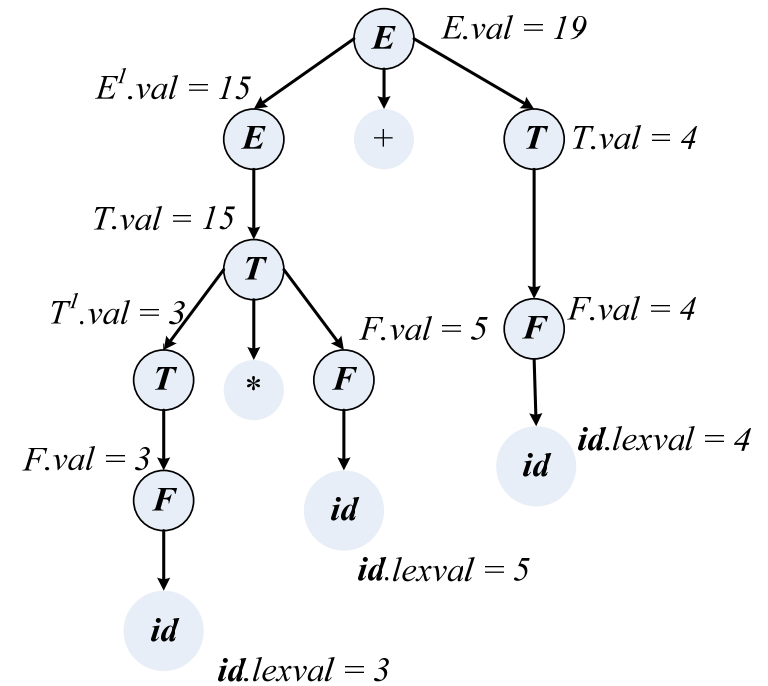 E E.val = 19
E¹.val = 15
E + T T.val = 4
T.val = 15
T
T¹.val = 3 F.val = 5 F F.val = 4
T * F
id.lexval = 4
F.val = 3 id
F id
id.lexval = 5
id
id.lexval = 3